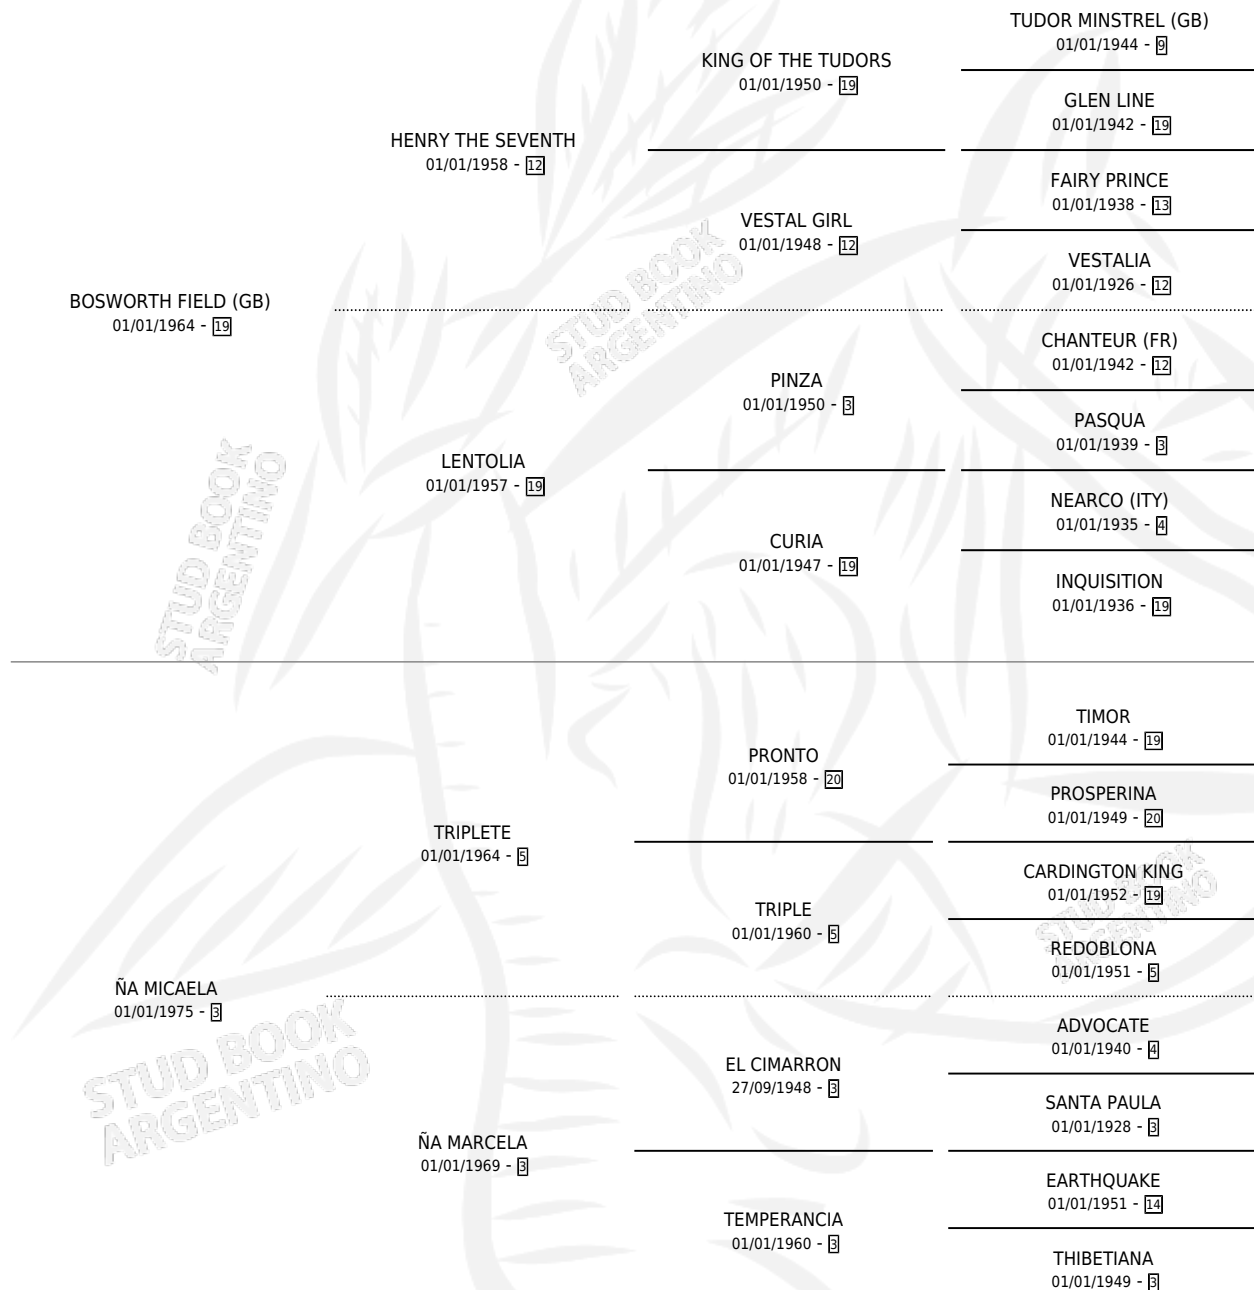 TUDOR MINSTREL (GB)
01/01/1944 - 9
KING OF THE TUDORS
01/01/1950 - 19
GLEN LINE
01/01/1942 - 19
HENRY THE SEVENTH
01/01/1958 - 12
FAIRY PRINCE
01/01/1938 - 13
VESTAL GIRL
01/01/1948 - 12
VESTALIA
01/01/1926 - 12
BOSWORTH FIELD (GB)
01/01/1964 - 19
STUD BOOK
ARGENTINO
CHANTEUR (FR)
01/01/1942 - 12
PINZA
01/01/1950 - 3
PASQUA
01/01/1939 - 3
LENTOLIA
01/01/1957 - 19
NEARCO (ITY)
01/01/1935 - 4
CURIA
01/01/1947 - 19
INQUISITION
01/01/1936 - 19
STUD BOOK
ARGENTINO
TIMOR
01/01/1944 - 19
PRONTO
01/01/1958 - 20
PROSPERINA
01/01/1949 - 20
TRIPLETE
01/01/1964 - 5
CARDINGTON KING
01/01/1952 - 19
TRIPLE
01/01/1960 - 5
REDOBLONA
01/01/1951 - 5
STUD BOOK
ARGENTINO
ÑA MICAELA
01/01/1975 - 3
ADVOCATE
01/01/1940 - 4
EL CIMARRON
27/09/1948 - 3
SANTA PAULA
01/01/1928 - 3
STUD BOOK
ARGENTINO
ÑA MARCELA
01/01/1969 - 3
EARTHQUAKE
01/01/1951 - 14
TEMPERANCIA
01/01/1960 - 3
THIBETIANA
01/01/1949 - 3